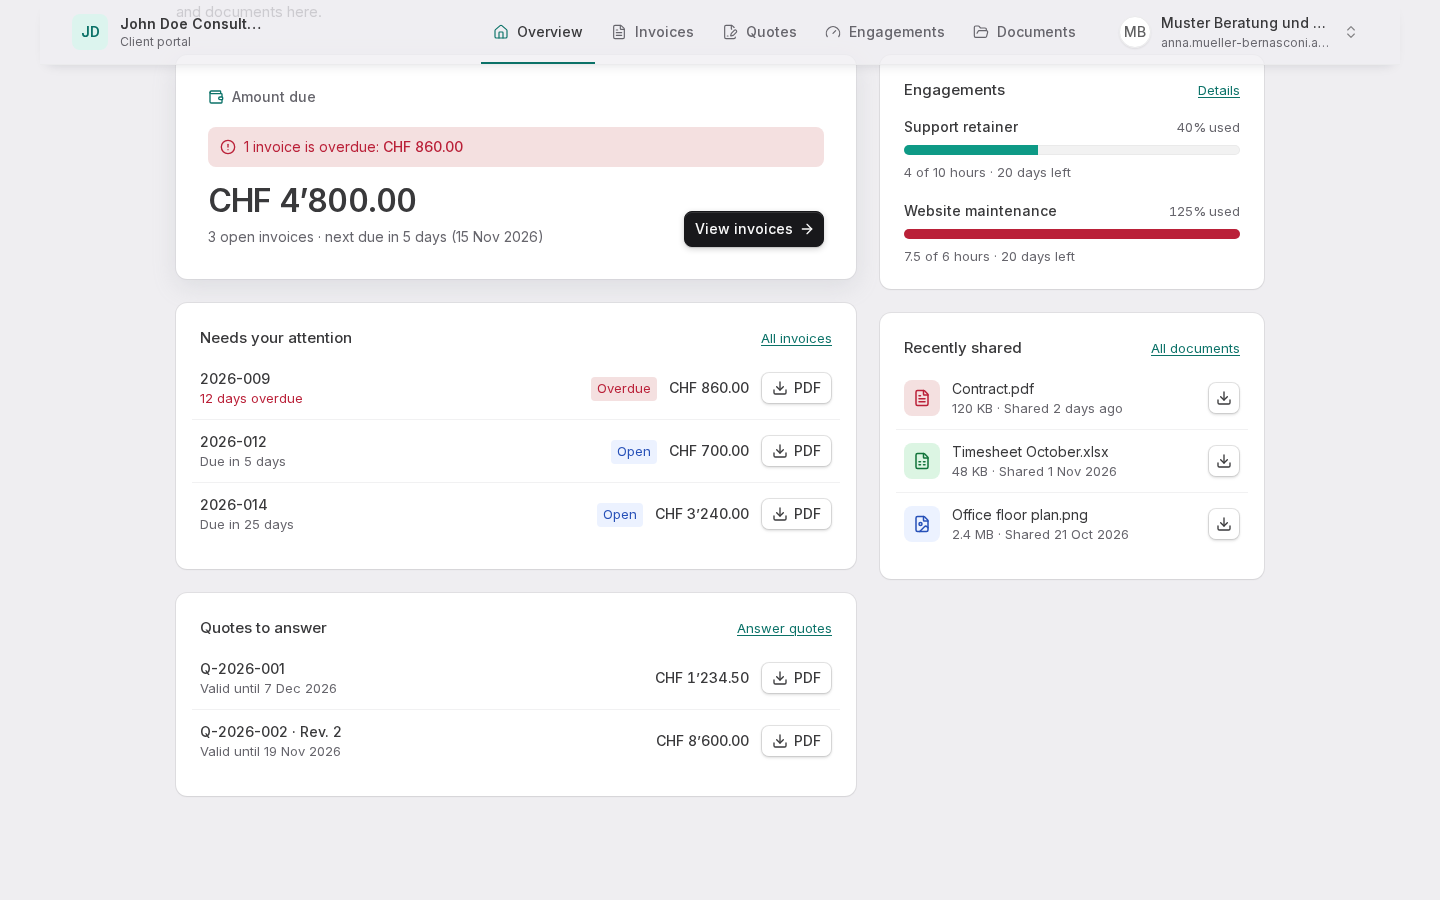 and documents here.
JD
John Doe Consult…
Client portal
Overview
Invoices
Quotes
Engagements
Documents
MB
Muster Beratung und …
anna.mueller-bernasconi.a…
Amount due
1 invoice is overdue: CHF 860.00
CHF 4’800.00
3 open invoices · next due in 5 days (15 Nov 2026)
View invoices
Needs your attention
All invoices
2026-009
12 days overdue
Overdue
CHF 860.00
PDF
2026-012
Due in 5 days
Open
CHF 700.00
PDF
2026-014
Due in 25 days
Open
CHF 3’240.00
PDF
Quotes to answer
Answer quotes
Q-2026-001
Valid until 7 Dec 2026
CHF 1’234.50
PDF
Q-2026-002 · Rev. 2
Valid until 19 Nov 2026
CHF 8’600.00
PDF
Engagements
Details
Support retainer
40% used
4 of 10 hours · 20 days left
Website maintenance
125% used
7.5 of 6 hours · 20 days left
Recently shared
All documents
Contract.pdf
120 KB · Shared 2 days ago
Timesheet October.xlsx
48 KB · Shared 1 Nov 2026
Office floor plan.png
2.4 MB · Shared 21 Oct 2026